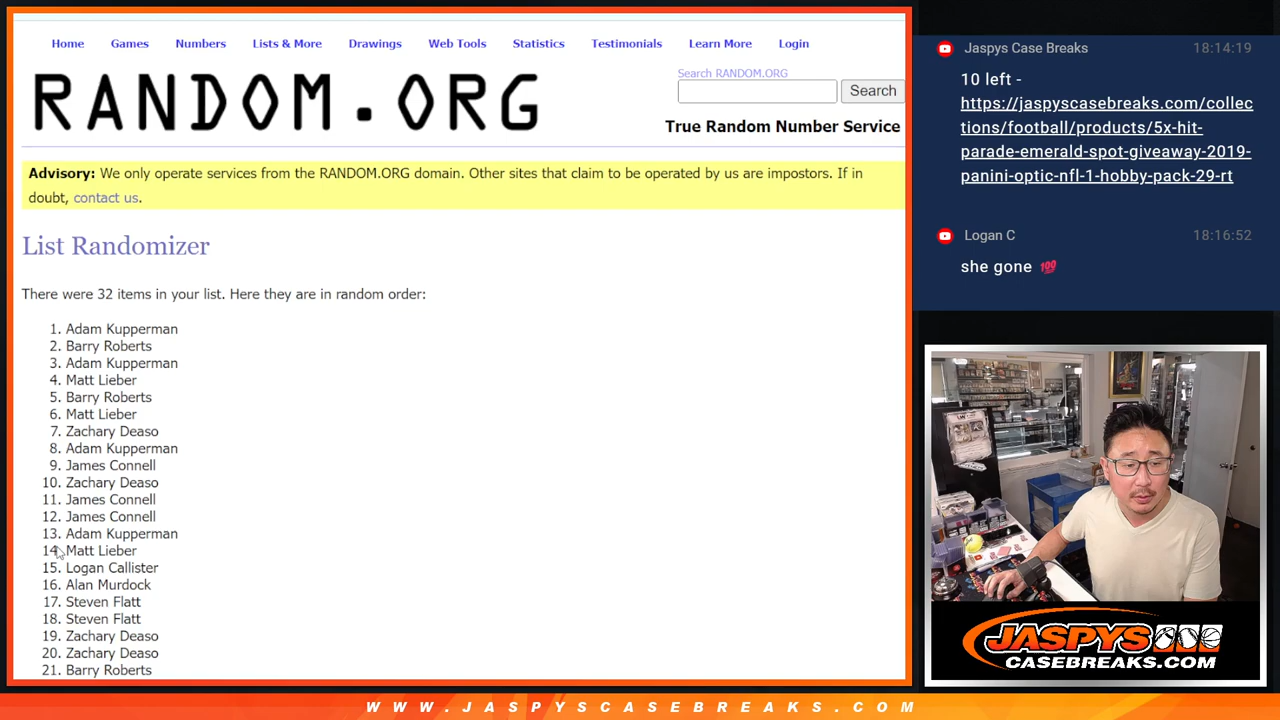 Home Games Numbers Lists & More Drawings Web Tools Statistics Testimonials Learn More Login
RANDOM.ORG
Search RANDOM.ORG
Search
True Random Number Service
Advisory: We only operate services from the RANDOM.ORG domain. Other sites that claim to be operated by us are impostors. If in
doubt, contact us.
List Randomizer
There were 32 items in your list. Here they are in random order:
1. Adam Kupperman
2. Barry Roberts
3. Adam Kupperman
4. Matt Lieber
5. Barry Roberts
6. Matt Lieber
7. Zachary Deaso
8. Adam Kupperman
9. James Connell
10. Zachary Deaso
11. James Connell
12. James Connell
13. Adam Kupperman
14. Matt Lieber
15. Logan Callister
16. Alan Murdock
17. Steven Flatt
18. Steven Flatt
19. Zachary Deaso
20. Zachary Deaso
21. Barry Roberts
Jaspys Case Breaks 18:14:19
10 left -
https://jaspyscasebreaks.com/collec
tions/football/products/5x-hit-
parade-emerald-spot-giveaway-2019-
panini-optic-nfl-1-hobby-pack-29-rt
Logan C 18:16:52
she gone 💯
JASPYS
CASEBREAKS.COM
WWW.JASPYSCASEBREAKS.COM